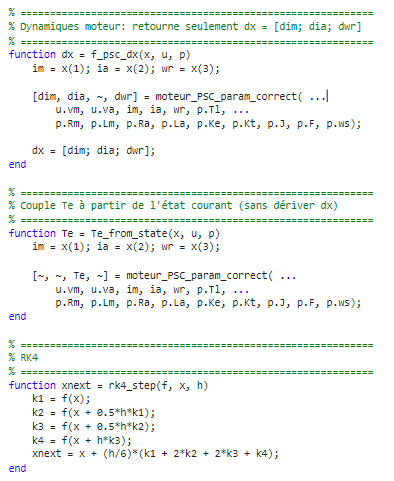 % ========================================================
% Dynamiques moteur: retourne seulement dx = [dim; dia; dwr]
% ========================================================
function dx = f_psc_dx(x, u, p)
    im = x(1); ia = x(2); wr = x(3);

    [dim, dia, ~, dwr] = moteur_PSC_param_correct( ...
        u.vm, u.va, im, ia, wr, p.Tl, ...
        p.Rm, p.Lm, p.Ra, p.La, p.Ke, p.Kt, p.J, p.F, p.ws);

    dx = [dim; dia; dwr];
end

% ========================================================
% Couple Te à partir de l'état courant (sans dériver dx)
% ========================================================
function Te = Te_from_state(x, u, p)
    im = x(1); ia = x(2); wr = x(3);

    [~, ~, Te, ~] = moteur_PSC_param_correct( ...
        u.vm, u.va, im, ia, wr, p.Tl, ...
        p.Rm, p.Lm, p.Ra, p.La, p.Ke, p.Kt, p.J, p.F, p.ws);
end

% ========================================================
% RK4
% ========================================================
function xnext = rk4_step(f, x, h)
    k1 = f(x);
    k2 = f(x + 0.5*h*k1);
    k3 = f(x + 0.5*h*k2);
    k4 = f(x + h*k3);
    xnext = x + (h/6)*(k1 + 2*k2 + 2*k3 + k4);
end